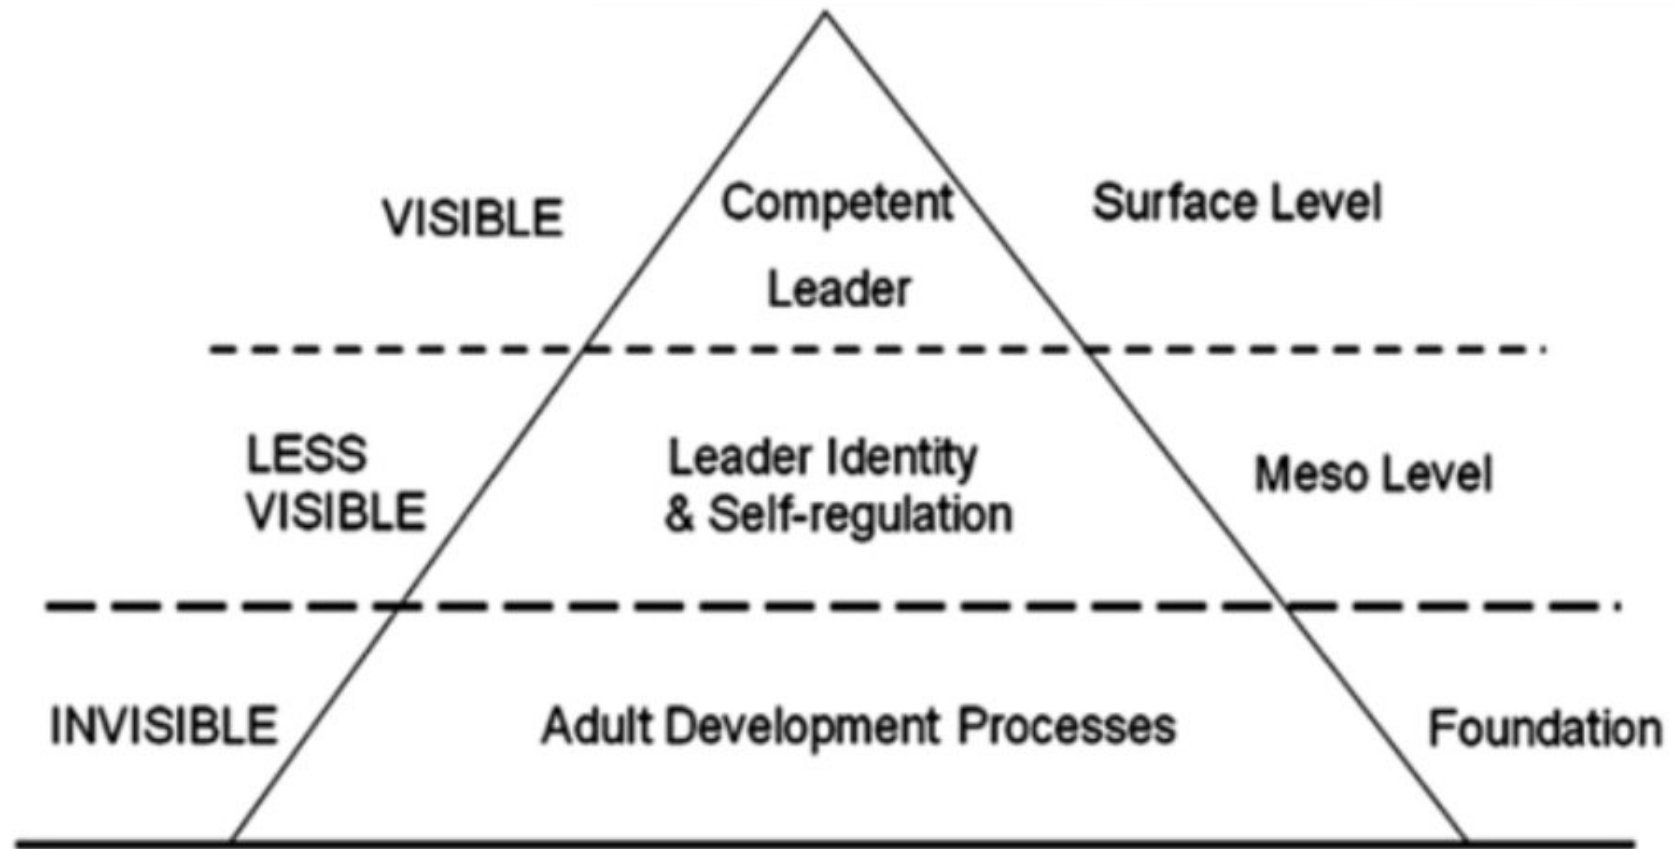 VISIBLE
Competent
Leader
Surface Level
LESS
VISIBLE
Leader Identity
& Self-regulation
Meso Level
INVISIBLE
Adult Development Processes
Foundation